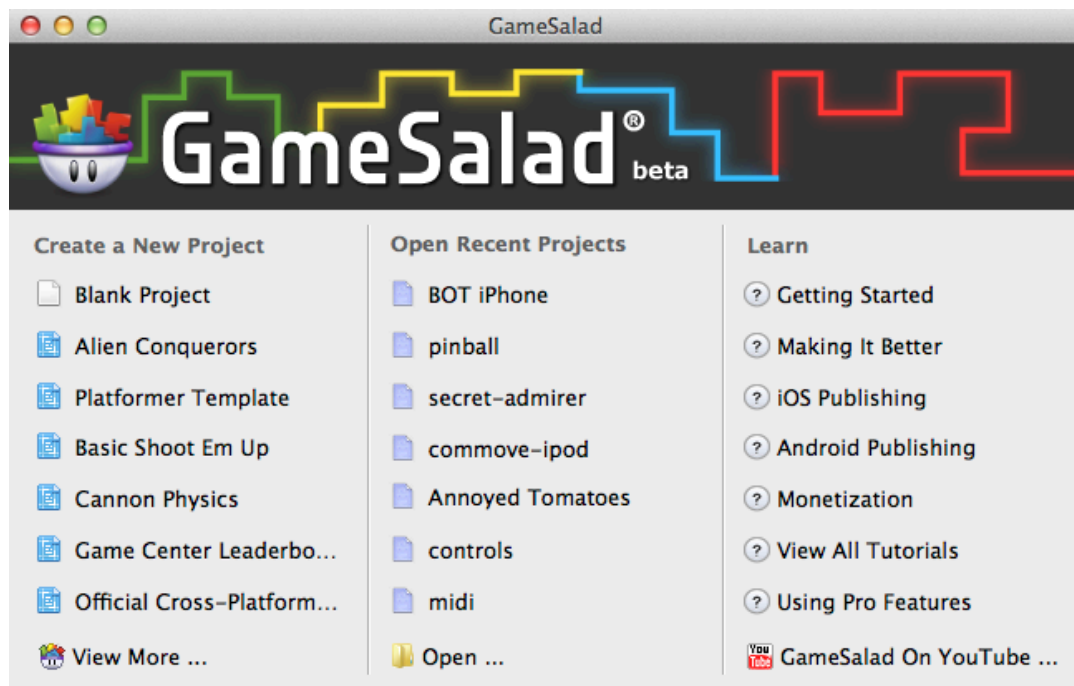 GameSalad
GameSalad®
beta
Create a New Project
Blank Project
Alien Conquerors
Platformer Template
Basic Shoot Em Up
Cannon Physics
Game Center Leaderbo...
Official Cross-Platform...
View More ...
Open Recent Projects
BOT iPhone
pinball
secret-admirer
commove-ipod
Annoyed Tomatoes
controls
midi
Open ...
Learn
? Getting Started
? Making It Better
? iOS Publishing
? Android Publishing
? Monetization
? View All Tutorials
? Using Pro Features
You
Tube
GameSalad On YouTube ...